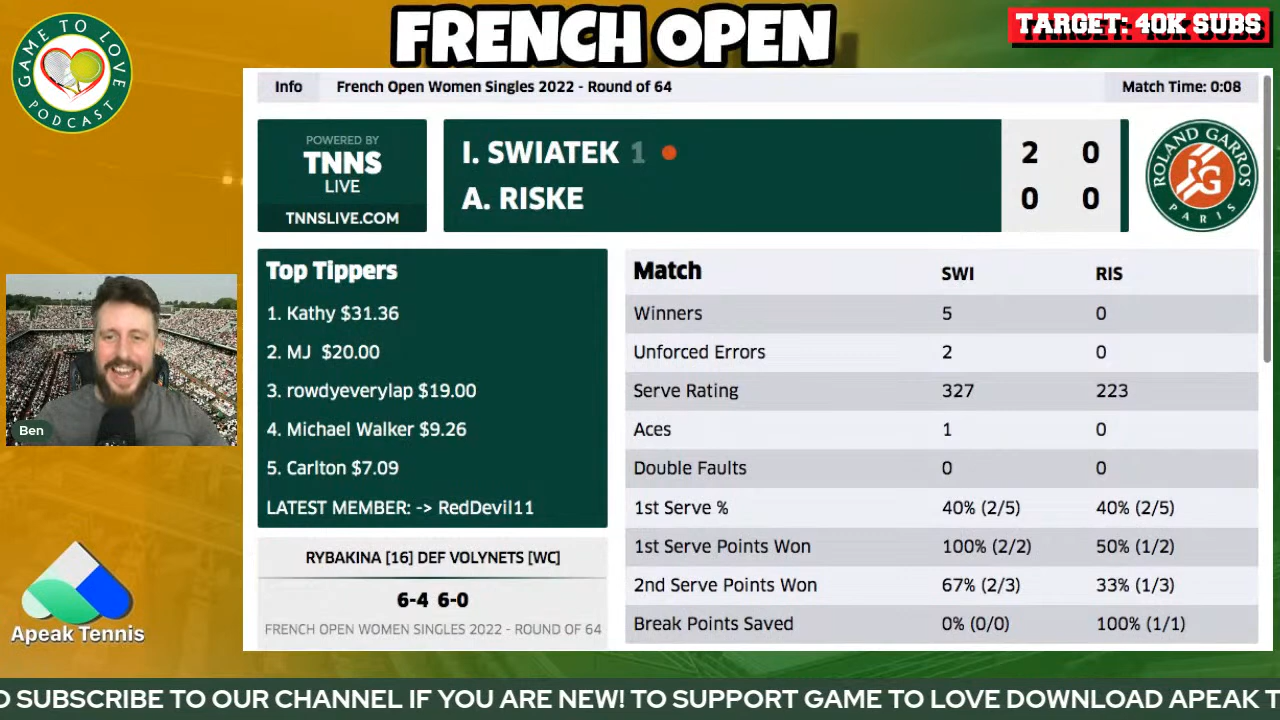 FRENCH OPEN
TARGET: 40K SUBS
GAME TO LOVE
PODCAST
Info French Open Women Singles 2022 - Round of 64 Match Time: 0:08
POWERED BY
TNNS
LIVE
TNNSLIVE.COM
I. SWIATEK 1 2 0
A. RISKE 0 0
ROLAND GARROS
RG
PARIS
Top Tippers
1. Kathy $31.36
2. MJ $20.00
3. rowdyeverylap $19.00
4. Michael Walker $9.26
5. Carlton $7.09
LATEST MEMBER: -> RedDevil11
RYBAKINA [16] DEF VOLYNETS [WC]
6-4 6-0
FRENCH OPEN WOMEN SINGLES 2022 - ROUND OF 64
Match SWI RIS
Winners 5 0
Unforced Errors 2 0
Serve Rating 327 223
Aces 1 0
Double Faults 0 0
1st Serve % 40% (2/5) 40% (2/5)
1st Serve Points Won 100% (2/2) 50% (1/2)
2nd Serve Points Won 67% (2/3) 33% (1/3)
Break Points Saved 0% (0/0) 100% (1/1)
Ben
Apeak Tennis
O SUBSCRIBE TO OUR CHANNEL IF YOU ARE NEW! TO SUPPORT GAME TO LOVE DOWNLOAD APEAK T